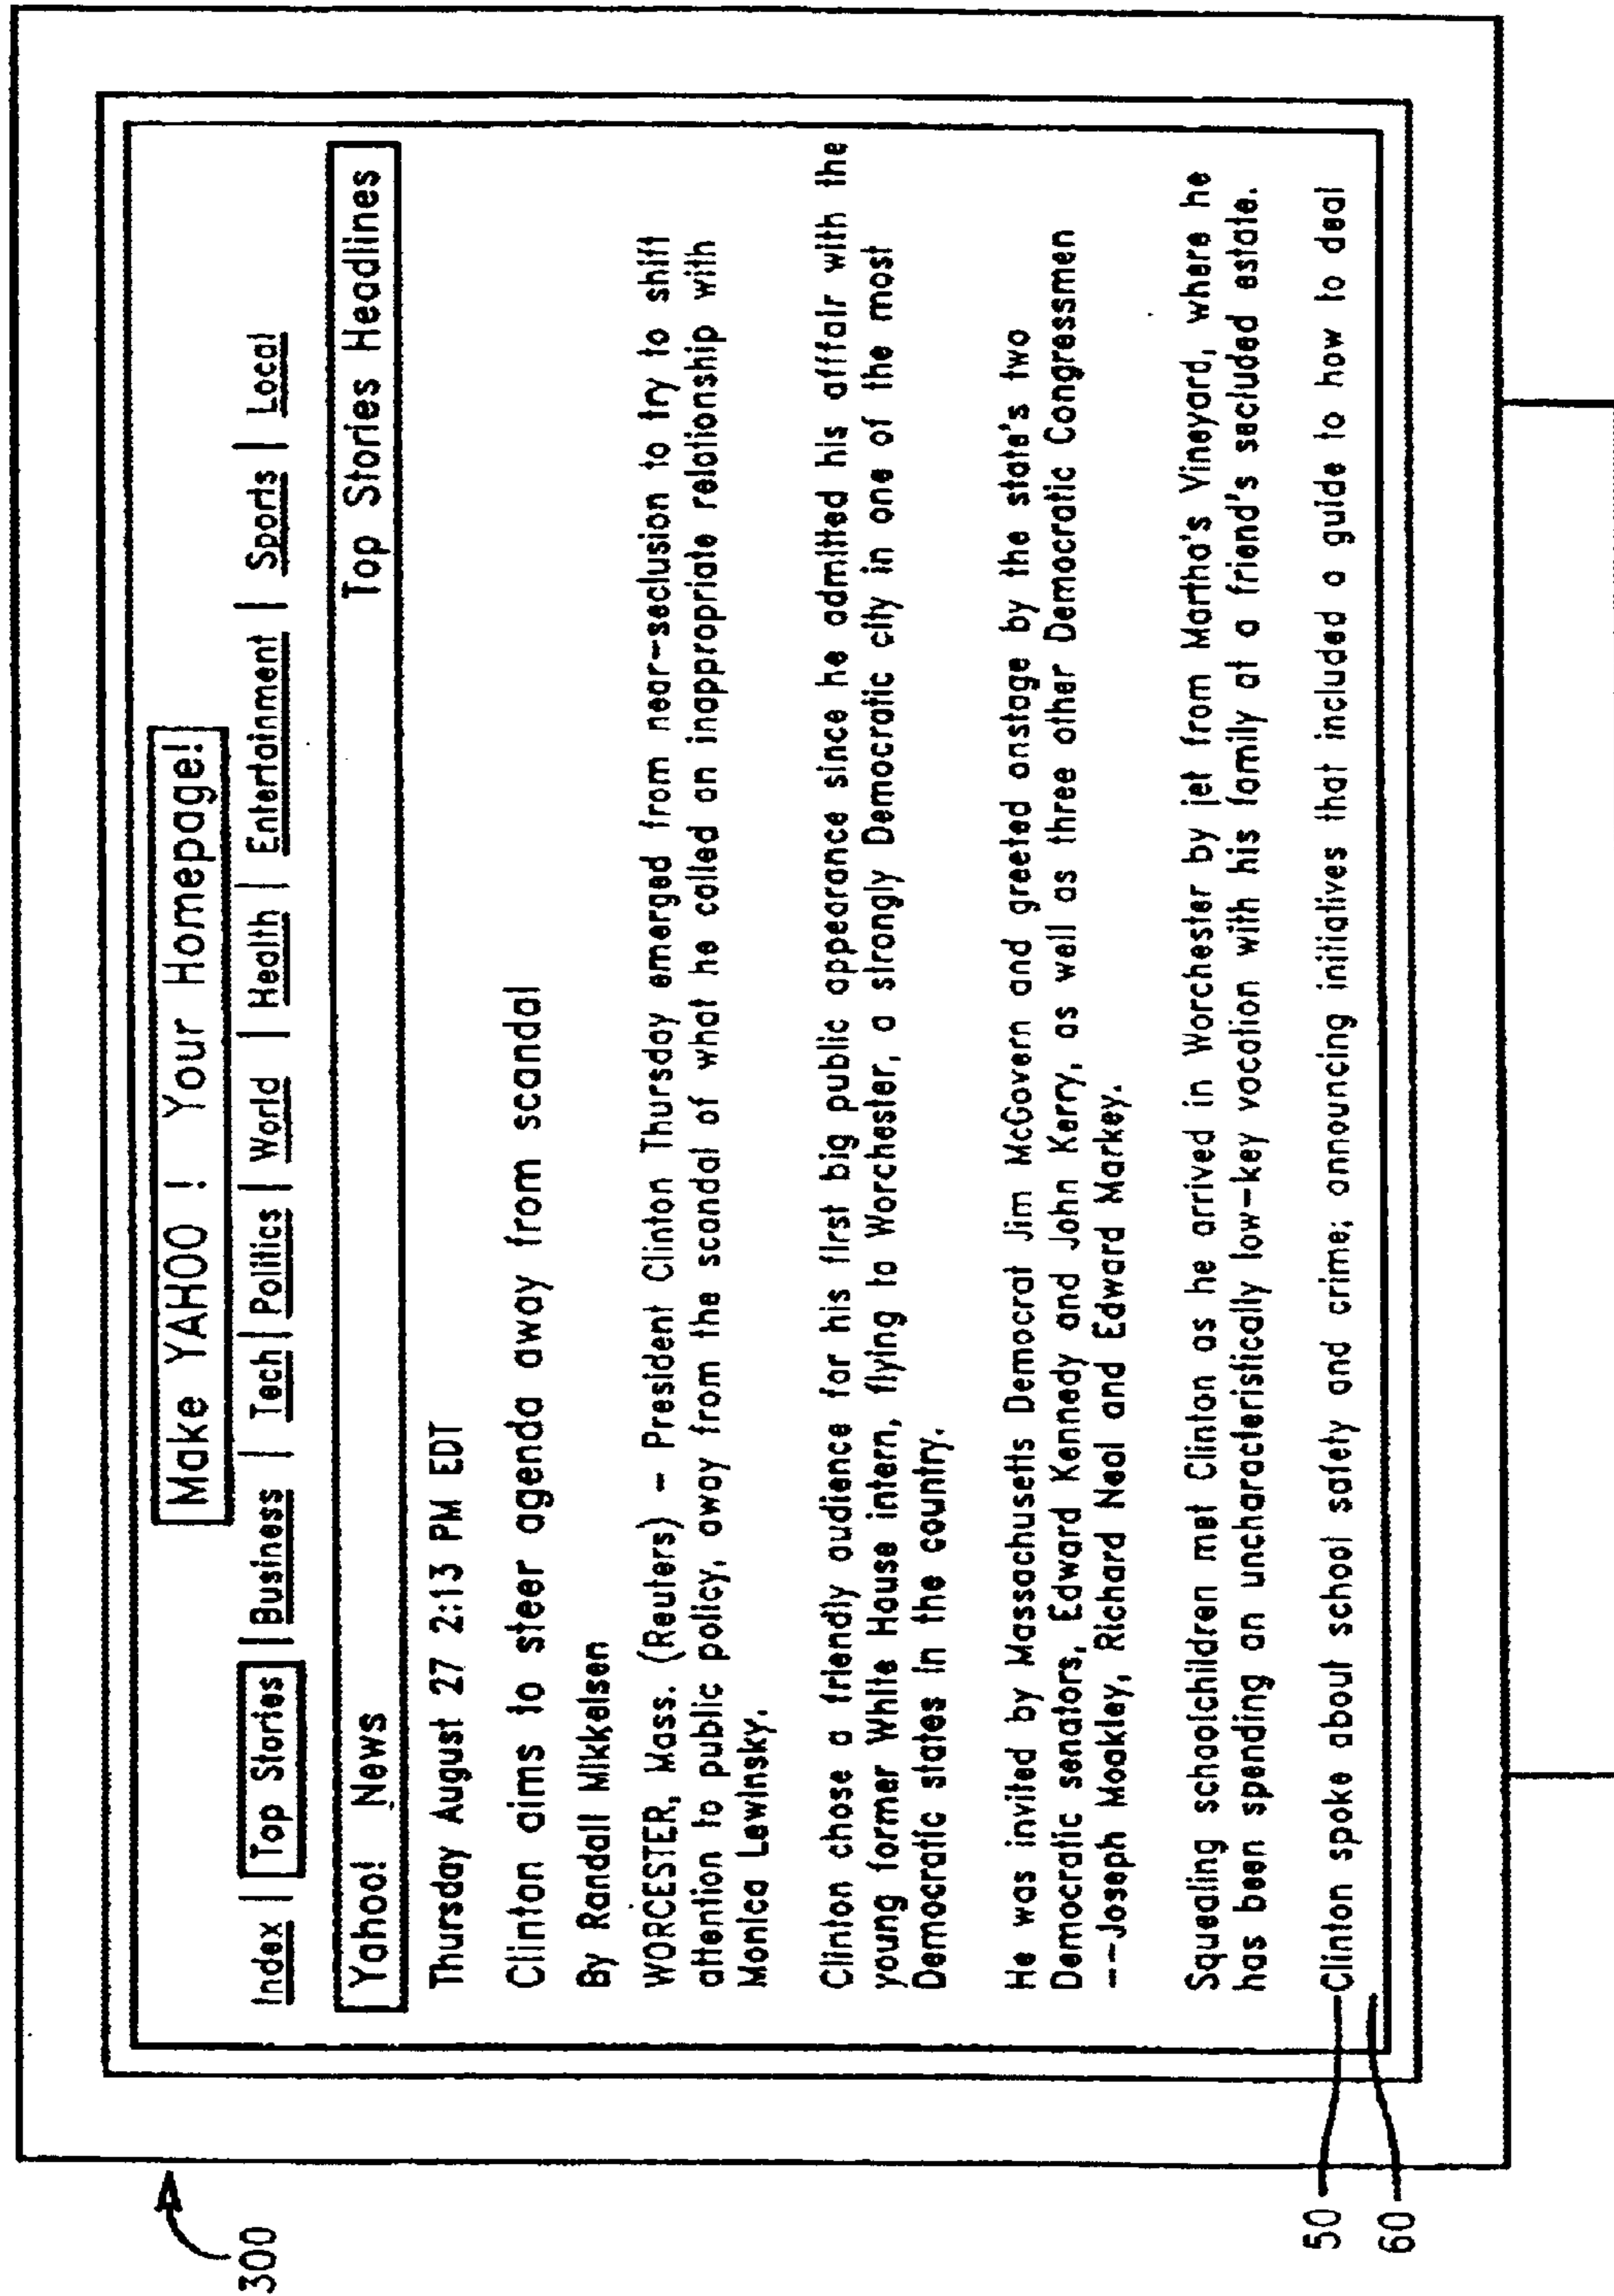 Make YAHOO ! Your Homepage!
Index | Top Stories | Business | Tech | Politics | World | Health | Entertainment | Sports | Local
Yahoo! News Top Stories Headlines
Thursday August 27 2:13 PM EDT
Clinton aims to steer agenda away from scandal
By Randall Mikkelsen
WORCESTER, Mass. (Reuters) - President Clinton Thursday emerged from near-seclusion to try to shift
attention to public policy, away from the scandal of what he called an inappropriate relationship with
Monica Lewinsky.
Clinton chose a friendly audience for his first big public appearance since he admitted his afffair with the
young former White House intern, flying to Worchester, a strongly Democratic city in one of the most
Democratic states in the country.
He was invited by Massachusetts Democrat Jim McGovern and greeted onstage by the state's two
Democratic senators, Edward Kennedy and John Kerry, as well as three other Democratic Congressmen
--Joseph Moakley, Richard Neal and Edward Markey.
Squealing schoolchildren met Clinton as he arrived in Worchester by jet from Martha's Vineyard, where he
has been spending an uncharacteristically low-key vocation with his family at a friend's secluded estate.
Clinton spoke about school safety and crime; announcing initiatives that included a guide to how to deal
300
50
60